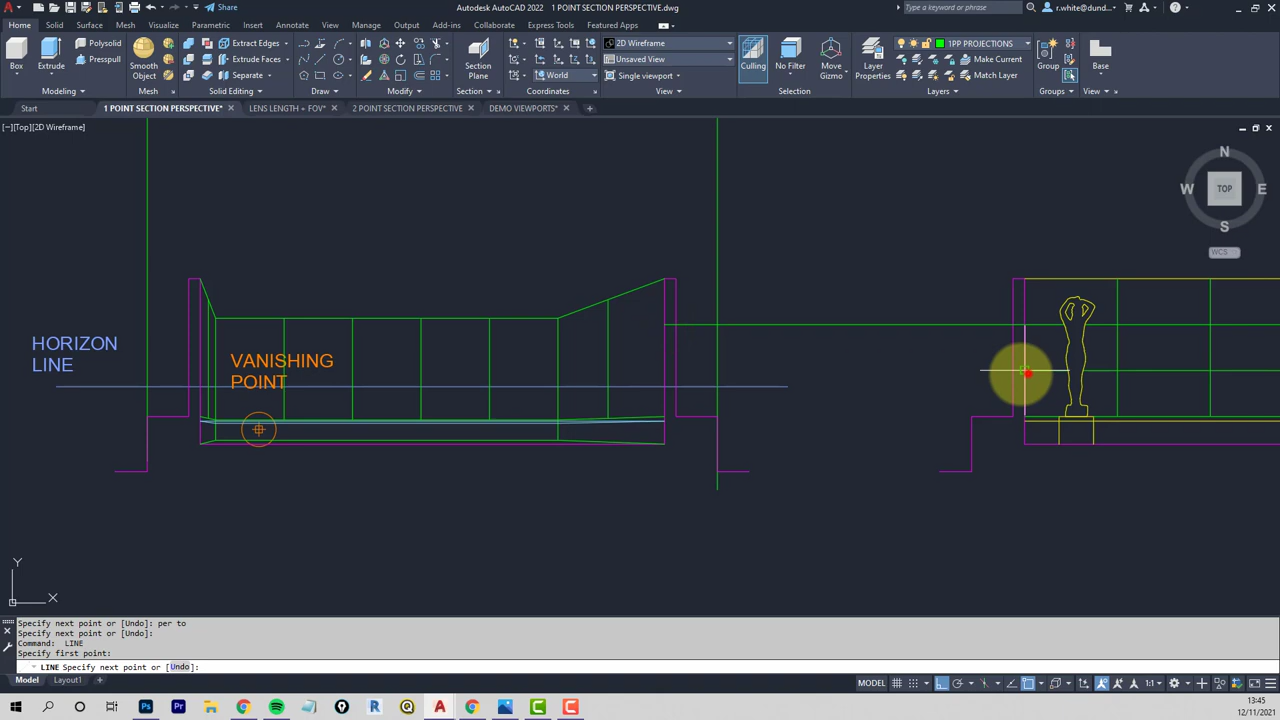 Share
Autodesk AutoCAD 2022   1 POINT SECTION PERSPECTIVE.dwg
Type a keyword or phrase
r.white@dund...
Home Solid Surface Mesh Visualize Parametric Insert Annotate View Manage Output Add-ins Collaborate Express Tools Featured Apps
Box
Extrude
Polysolid
Presspull
Modeling
Smooth Object
Mesh
Extract Edges
Extrude Faces
Separate
Solid Editing
Draw
Modify
Section Plane
Section
World
Coordinates
2D Wireframe
Unsaved View
Single viewport
View
Culling
No Filter
Move Gizmo
Selection
Layer Properties
1PP PROJECTIONS
Make Current
Match Layer
Layers
Group
Groups
Base
View
Start
1 POINT SECTION PERSPECTIVE*
LENS LENGTH + FOV*
2 POINT SECTION PERSPECTIVE
DEMO VIEWPORTS*
[−][Top][2D Wireframe]
N
W TOP E
S
WCS
HORIZON
LINE
VANISHING
POINT
Y
X
Specify next point or [Undo]: per to
Specify next point or [Undo]:
Command: LINE
Specify first point:
LINE Specify next point or [Undo]:
Model Layout1
MODEL
1:1
13:45
12/11/2021